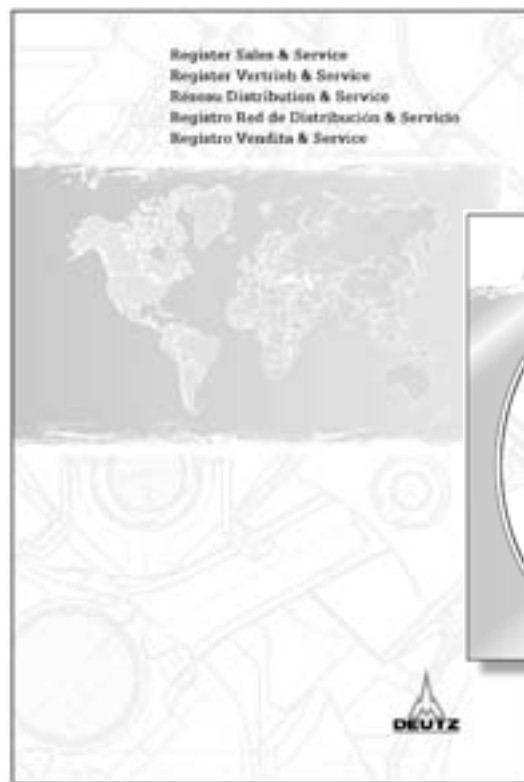 Register Sales & Service
Register Vertrieb & Service
Réseau Distribution & Service
Registro Red de Distribución & Servicio
Registro Vendita & Service
DEUTZ